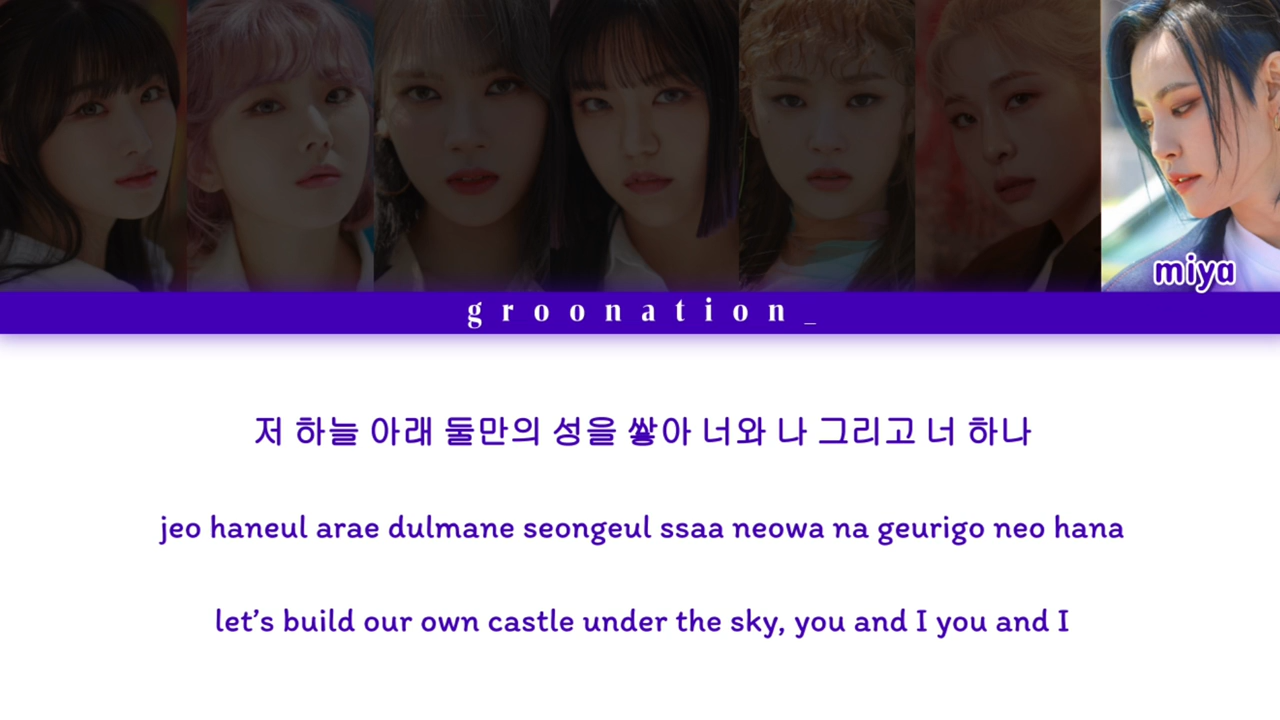 miya
groonation_
저 하늘 아래 둘만의 성을 쌓아 너와 나 그리고 너 하나
jeo haneul arae dulmane seongeul ssaa neowa na geurigo neo hana
let’s build our own castle under the sky, you and I you and I